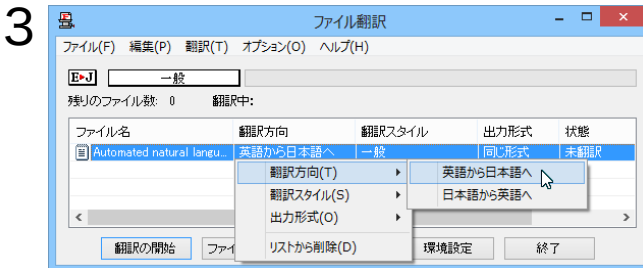 3
ファイル翻訳
ファイル(F) 編集(P) 翻訳(T) オプション(O) ヘルプ(H)
E▸J 一般
残りのファイル数: 0 翻訳中:
ファイル名 翻訳方向 翻訳スタイル 出力形式 状態
Automated natural langu... 英語から日本語へ 一般 同じ形式 未翻訳
翻訳方向(T) 英語から日本語へ
翻訳スタイル(S) 日本語から英語へ
出力形式(O)
リストから削除(D)
翻訳の開始 ファイ 環境設定 終了